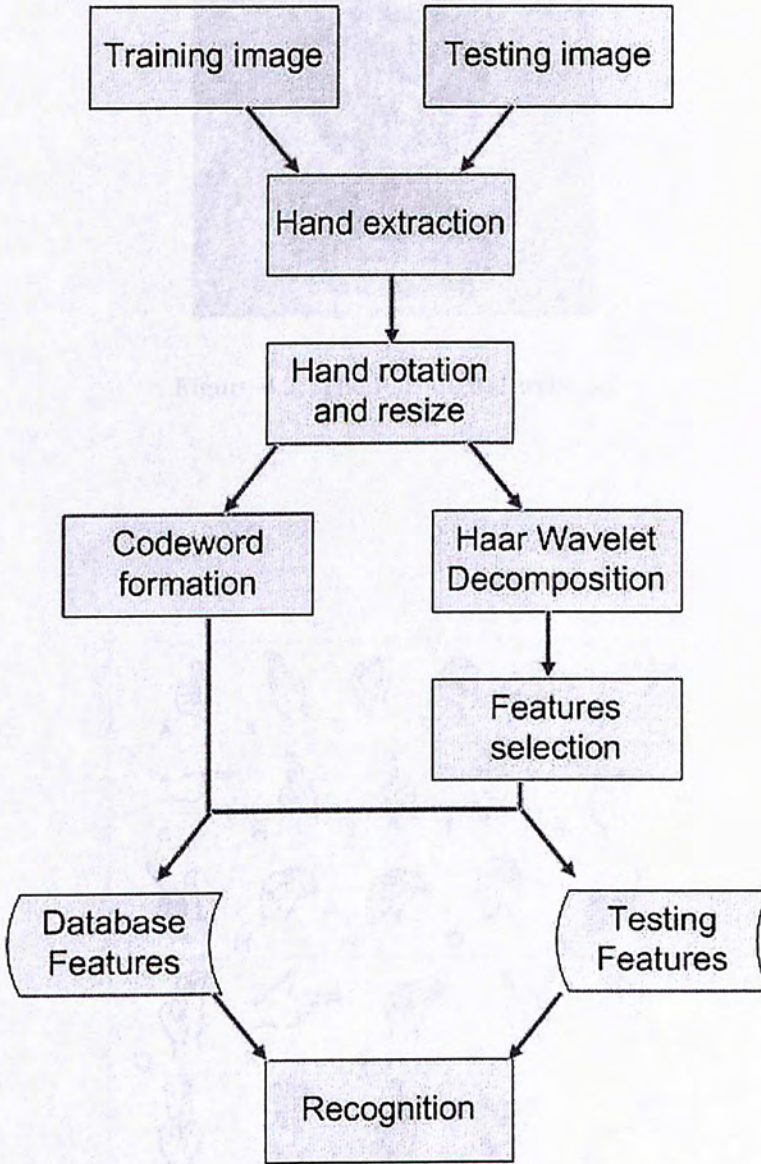 Training image
Testing image
Hand extraction
Hand rotation
and resize
Codeword
formation
Haar Wavelet
Decomposition
Features
selection
Database
Features
Testing
Features
Recognition